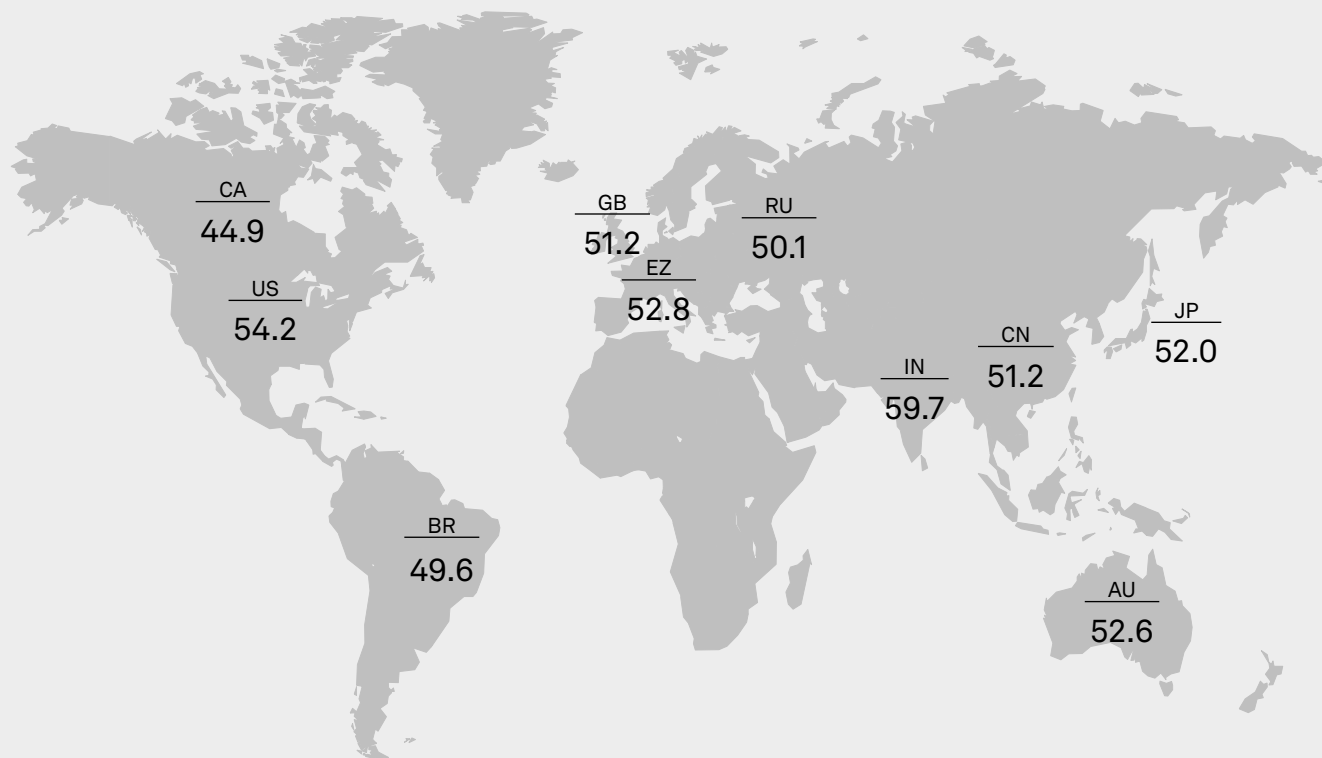 CA
44.9
GB
51.2
RU
50.1
EZ
52.8
US
54.2
JP
52.0
CN
51.2
IN
59.7
BR
49.6
AU
52.6